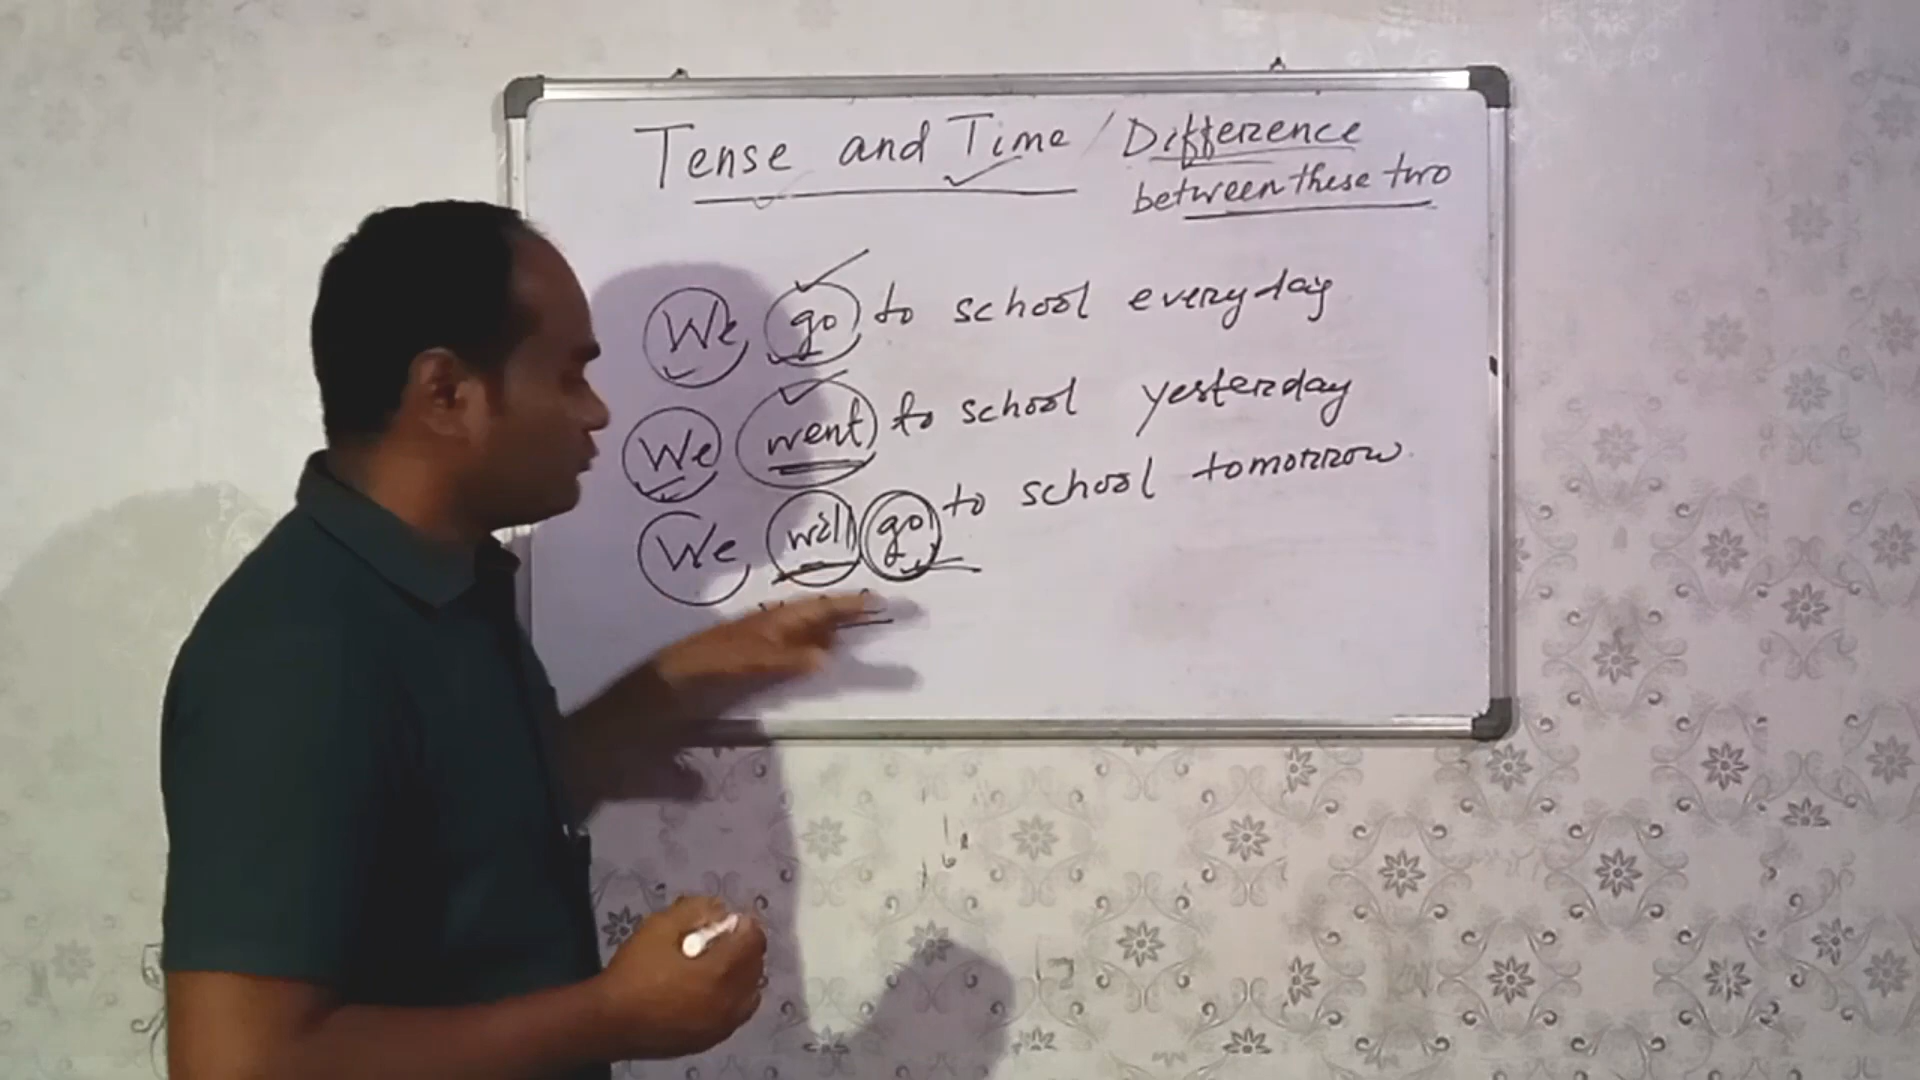 Tense and Time / Difference
between these two
We go to school everyday
We went to school yesterday
We will go to school tomorrow.